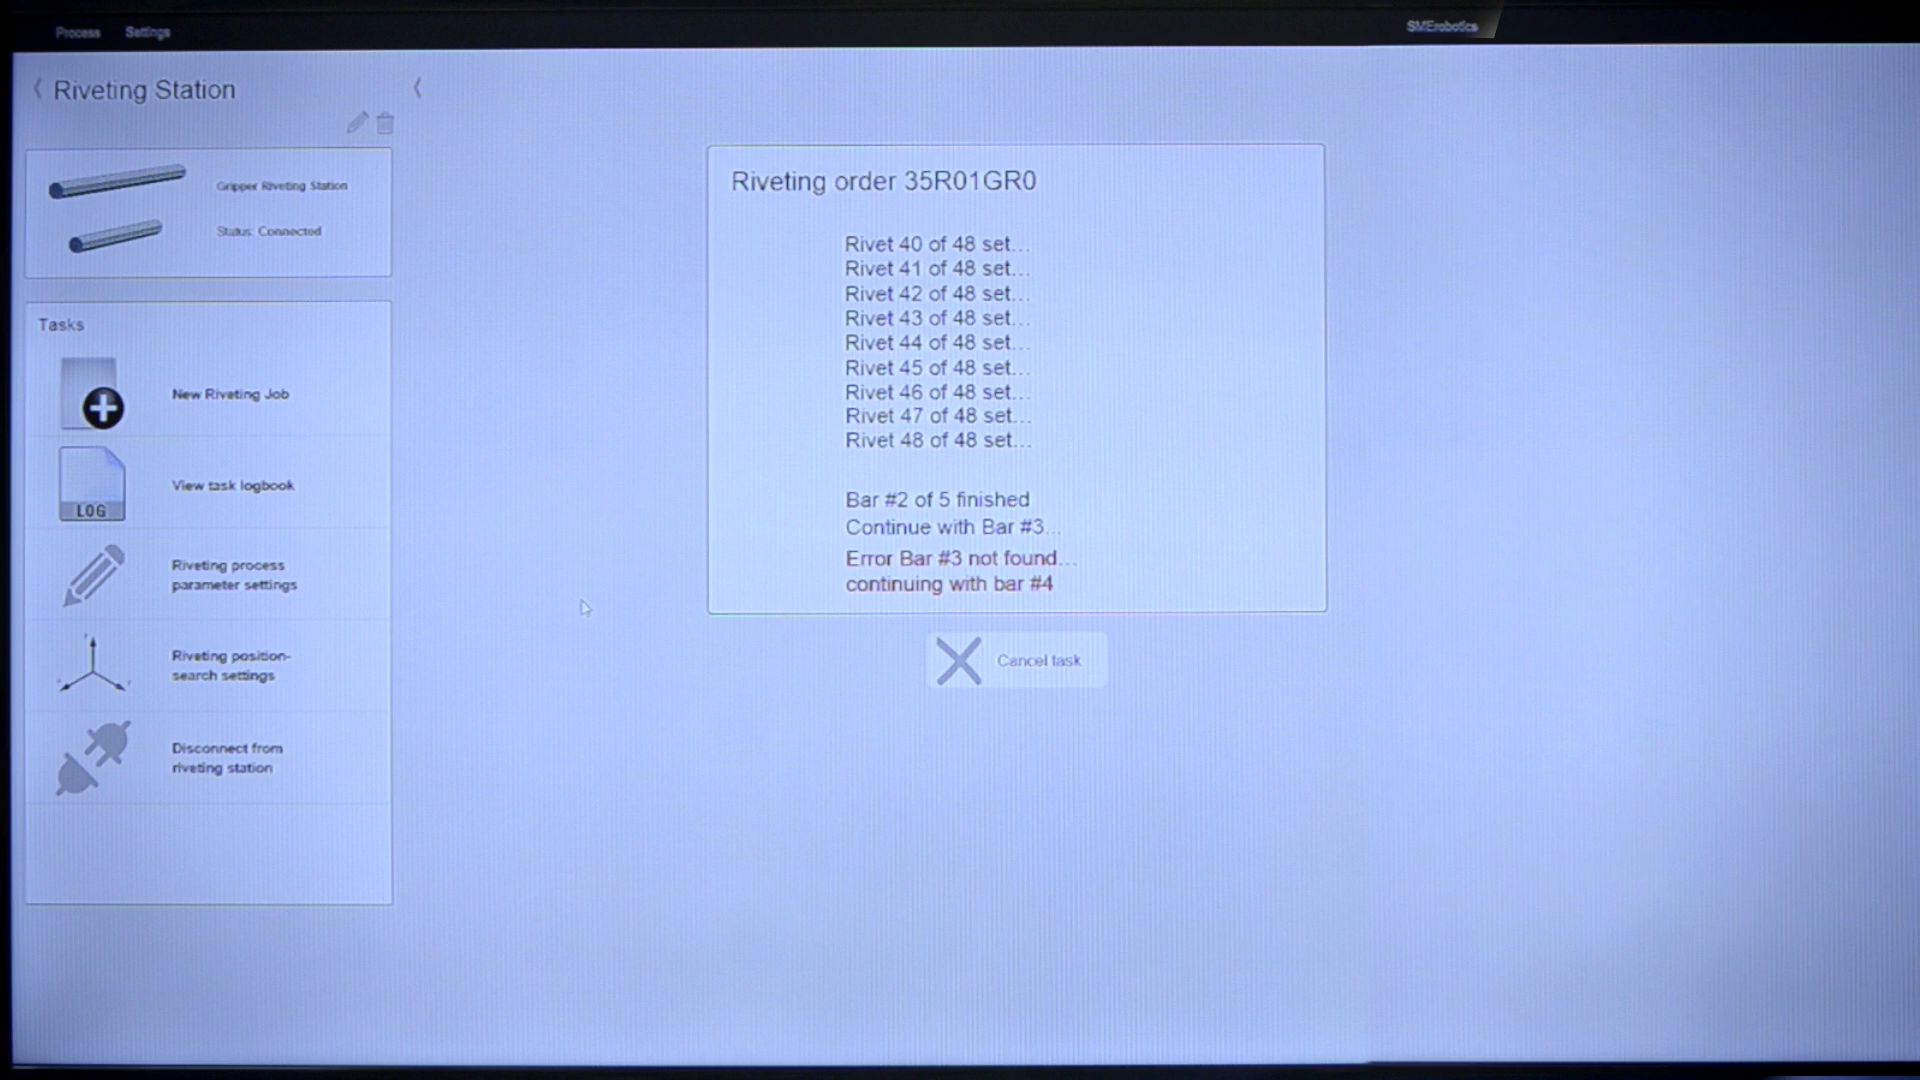 Process
Settings
SMErobotics
Riveting Station
Gripper Riveting Station
Status: Connected
Tasks
New Riveting Job
LOG
View task logbook
Riveting process
parameter settings
Riveting position-
search settings
Disconnect from
riveting station
Riveting order 35R01GR0
Rivet 40 of 48 set...
Rivet 41 of 48 set...
Rivet 42 of 48 set...
Rivet 43 of 48 set...
Rivet 44 of 48 set...
Rivet 45 of 48 set...
Rivet 46 of 48 set...
Rivet 47 of 48 set...
Rivet 48 of 48 set...
Bar #2 of 5 finished
Continue with Bar #3...
Error Bar #3 not found...
continuing with bar #4
Cancel task